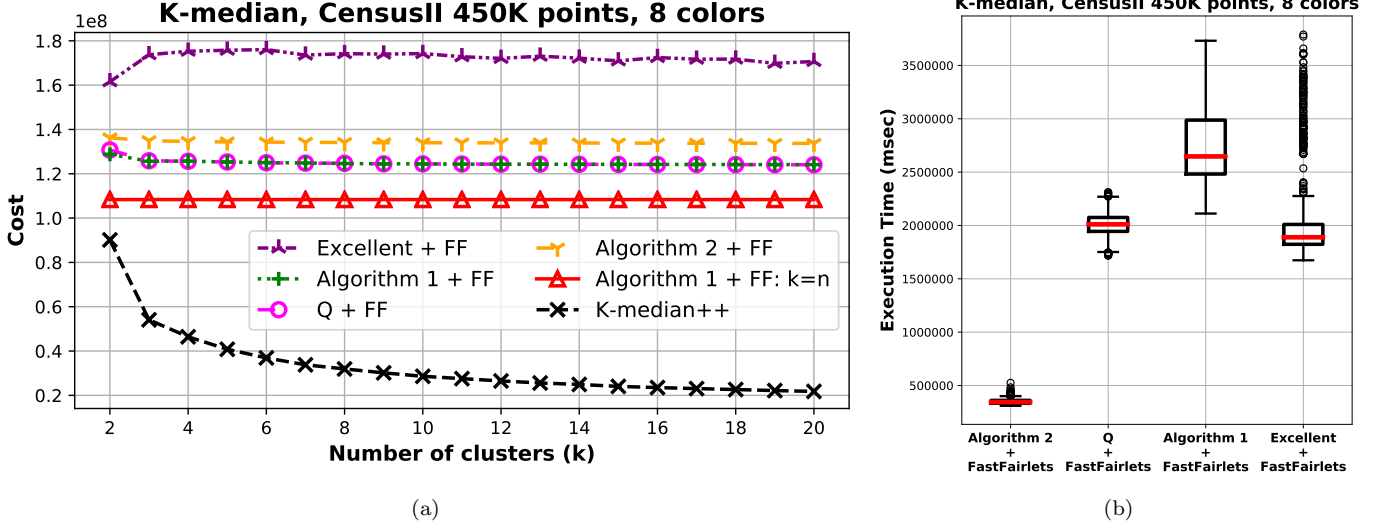 K-median, CensusII 450K points, 8 colors
1e8
1.8
1.6
1.4
1.2
1.0
0.8
0.6
0.4
0.2
Cost
Excellent + FF
Algorithm 1 + FF
Q + FF
Algorithm 2 + FF
Algorithm 1 + FF: k=n
K-median++
2 4 6 8 10 12 14 16 18 20
Number of clusters (k)
(a)
K-median, CensusII 450K points, 8 colors
Execution Time (msec)
3500000
3000000
2500000
2000000
1500000
1000000
500000
Algorithm 2 Q Algorithm 1 Excellent
+ + + +
FastFairlets FastFairlets FastFairlets FastFairlets
(b)